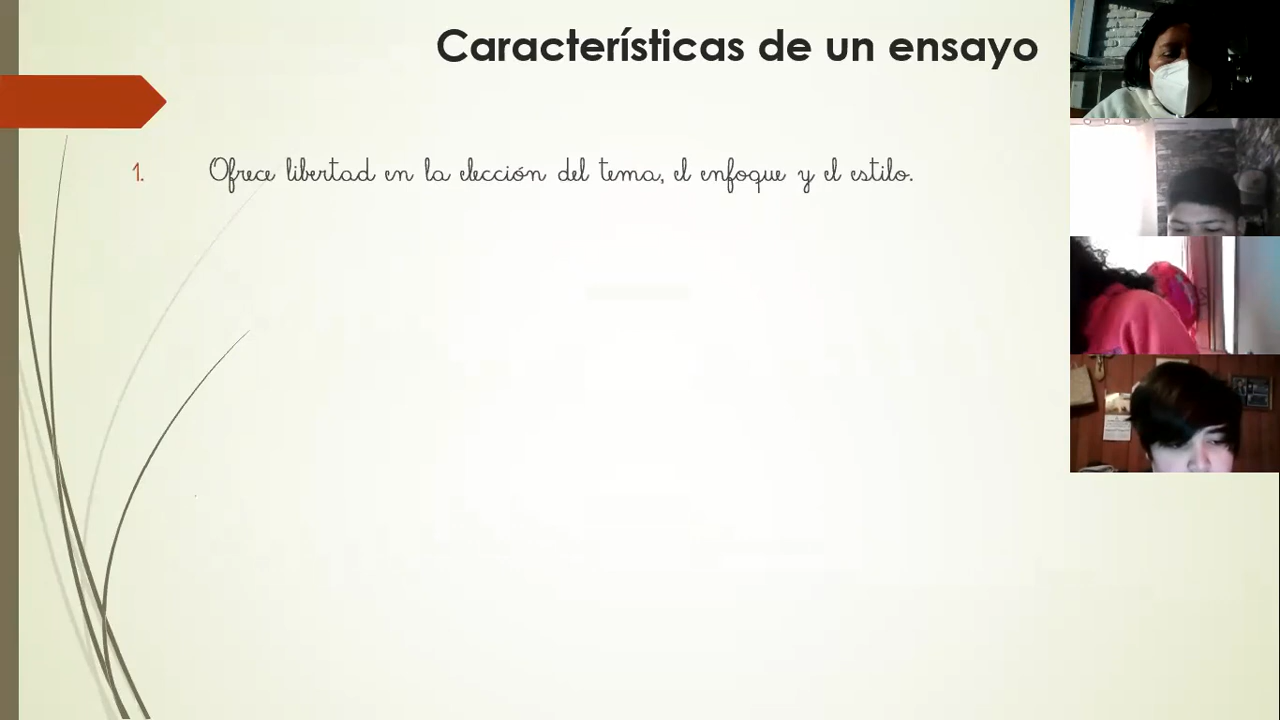 Características de un ensayo
1. Ofrece libertad en la elección del tema, el enfoque y el estilo.